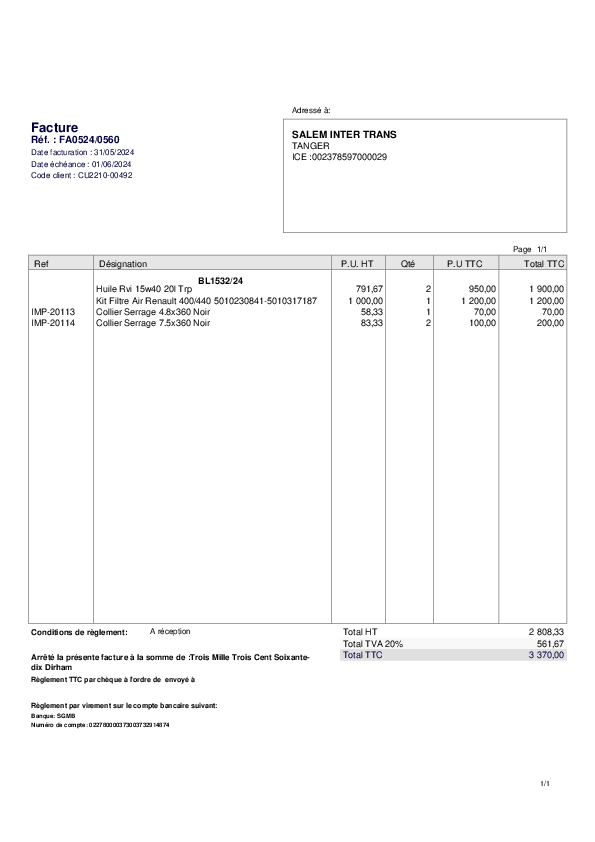 Adressé à:
Facture
Réf. : FA0524/0560
Date facturation : 31/05/2024
Date échéance : 01/06/2024
Code client : CU2210-00492
SALEM INTER TRANS
TANGER
ICE :002378597000029
Page 1/1
Ref Désignation P.U. HT Qté P.U TTC Total TTC
BL1532/24
Huile Rvi 15w40 20l Trp 791,67 2 950,00 1 900,00
Kit Filtre Air Renault 400/440 5010230841-5010317187 1 000,00 1 1 200,00 1 200,00
IMP-20113 Collier Serrage 4.8x360 Noir 58,33 1 70,00 70,00
IMP-20114 Collier Serrage 7.5x360 Noir 83,33 2 100,00 200,00
Conditions de règlement: A réception
Total HT 2 808,33
Total TVA 20% 561,67
Total TTC 3 370,00
Arrêté la présente facture à la somme de :Trois Mille Trois Cent Soixante-
dix Dirham
Règlement TTC par chèque à l'ordre de envoyé à
Règlement par virement sur le compte bancaire suivant:
Banque: SGMB
Numéro de compte:
1/1